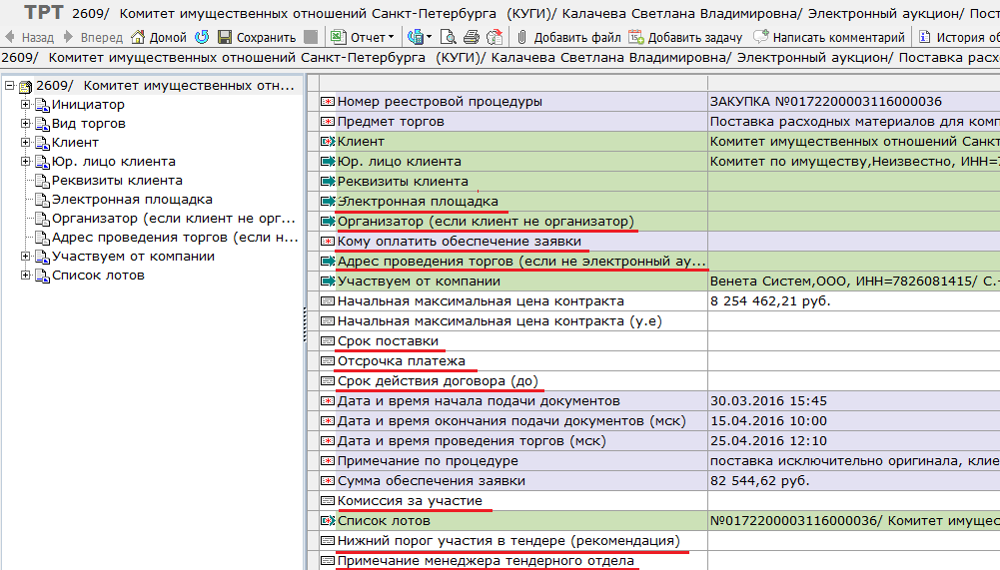 ТРТ 2609/ Комитет имущественных отношений Санкт-Петербурга (КУГИ)/ Калачева Светлана Владимировна/ Электронный аукцион/ Пост
Назад Вперед Домой Сохранить Отчет Добавить файл Добавить задачу Написать комментарий История об
2609/ Комитет имущественных отношений Санкт-Петербурга (КУГИ)/ Калачева Светлана Владимировна/ Электронный аукцион/ Поставка расхо
2609/ Комитет имущественных отн...
Инициатор
Вид торгов
Клиент
Юр. лицо клиента
Реквизиты клиента
Электронная площадка
Организатор (если клиент не орг...
Адрес проведения торгов (если н...
Участвуем от компании
Список лотов
Номер реестровой процедуры ЗАКУПКА №0172200003116000036
Предмет торгов Поставка расходных материалов для комп
Клиент Комитет имущественных отношений Санкт
Юр. лицо клиента Комитет по имуществу,Неизвестно, ИНН=7
Реквизиты клиента
Электронная площадка
Организатор (если клиент не организатор)
Кому оплатить обеспечение заявки
Адрес проведения торгов (если не электронный ау...
Участвуем от компании Венета Систем,ООО, ИНН=7826081415/ С.-
Начальная максимальная цена контракта 8 254 462,21 руб.
Начальная максимальная цена контракта (у.е)
Срок поставки
Отсрочка платежа
Срок действия договора (до)
Дата и время начала подачи документов 30.03.2016 15:45
Дата и время окончания подачи документов (мск) 15.04.2016 10:00
Дата и время проведения торгов (мск) 25.04.2016 12:10
Примечание по процедуре поставка исключительно оригинала, клие
Сумма обеспечения заявки 82 544,62 руб.
Комиссия за участие
Список лотов №0172200003116000036/ Комитет имущес
Нижний порог участия в тендере (рекомендация)
Примечание менеджера тендерного отдела